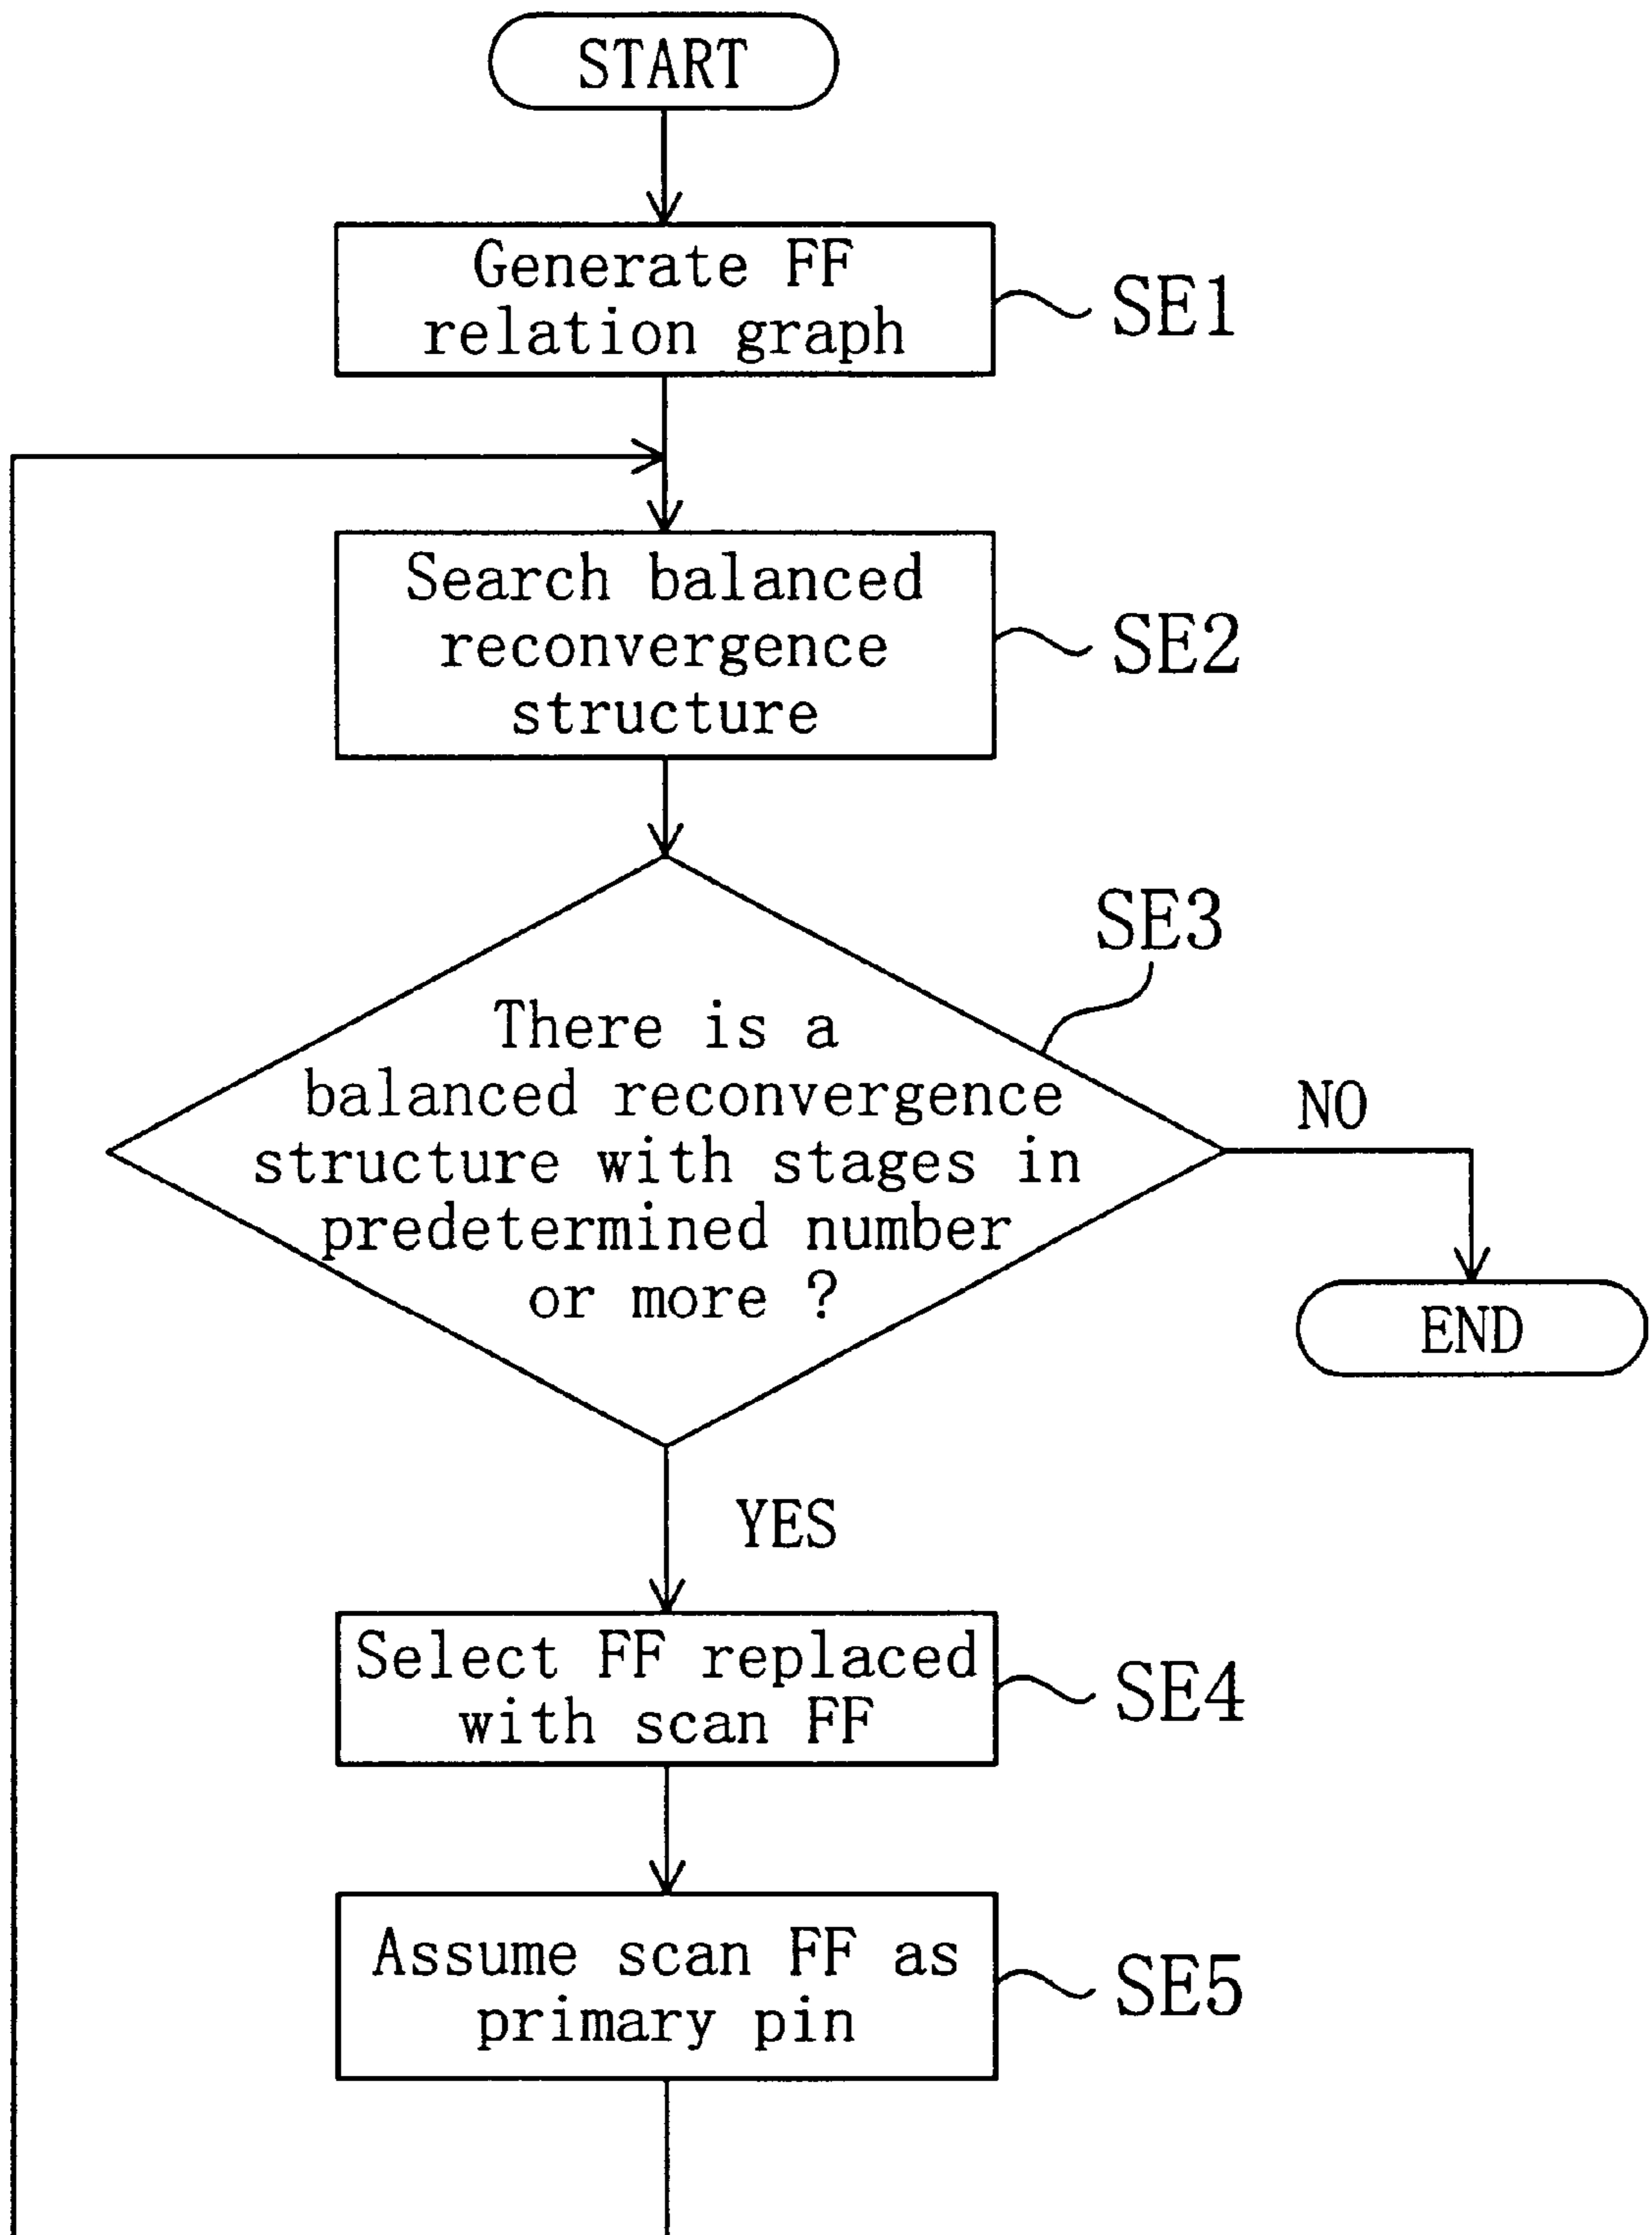 START
Generate FF
relation graph
SE1
Search balanced
reconvergence
structure
SE2
SE3
There is a
balanced reconvergence
structure with stages in
predetermined number
or more ?
NO
END
YES
Select FF replaced
with scan FF
SE4
Assume scan FF as
primary pin
SE5